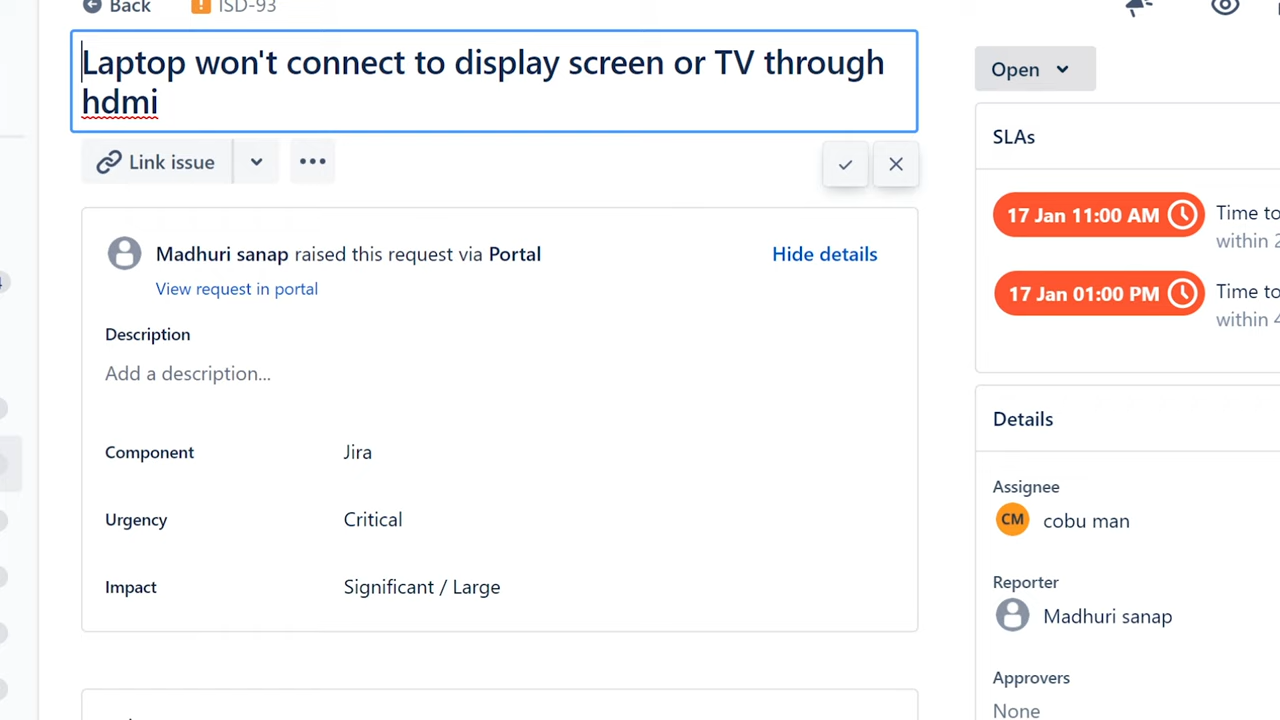 Back
ISD-93
Laptop won't connect to display screen or TV through
hdmi
Link issue
Madhuri sanap raised this request via Portal
Hide details
View request in portal
Description
Add a description...
Component
Jira
Urgency
Critical
Impact
Significant / Large
Open
SLAs
17 Jan 11:00 AM
Time to
within 2
17 Jan 01:00 PM
Time to
within 4
Details
Assignee
CM
cobu man
Reporter
Madhuri sanap
Approvers
None